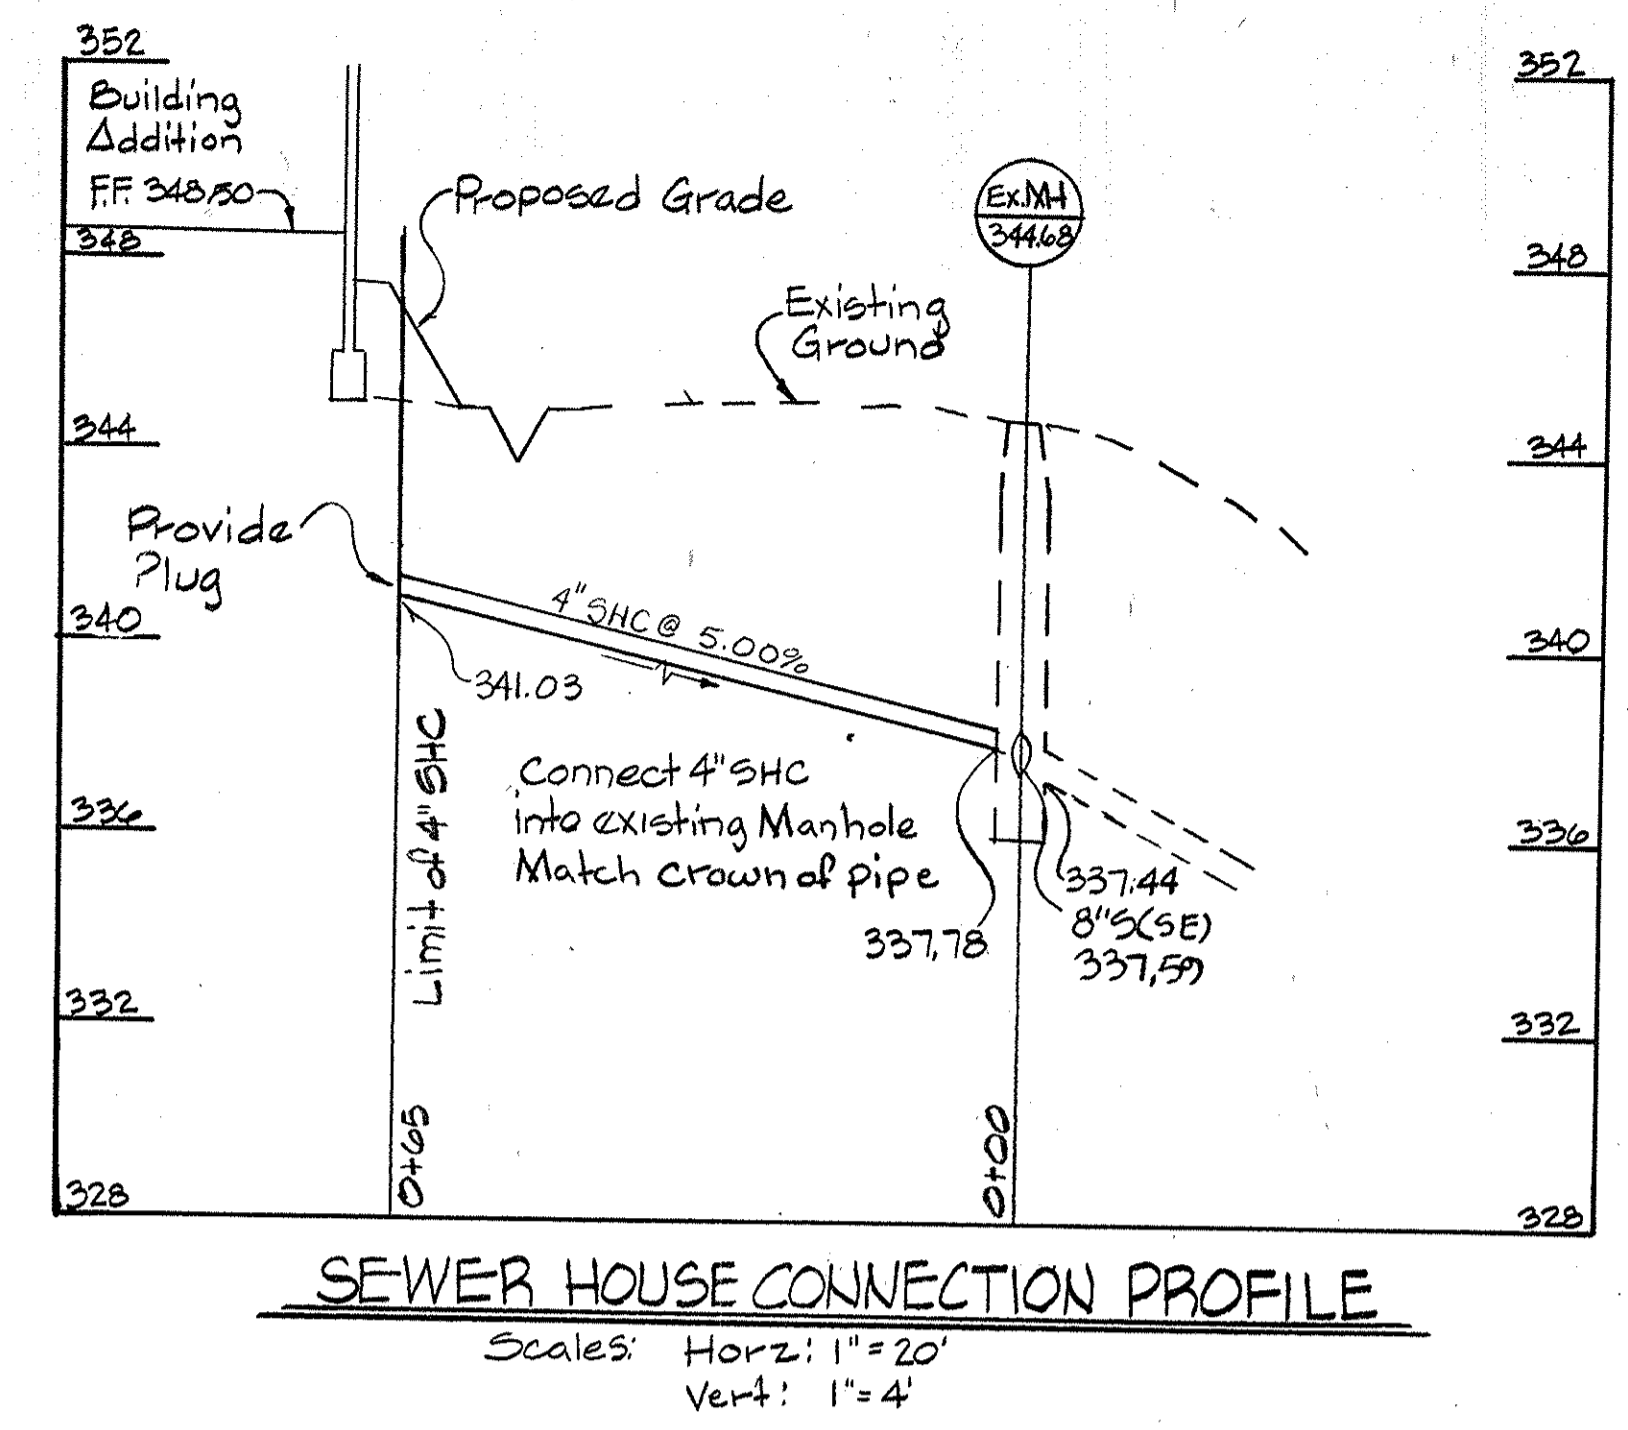 352
Building
Addition
F.F. 348.50
348
344
340
336
332
328
Proposed Grade
Existing
Ground
Ex.MH
344.68
352
348
344
340
336
332
328
Provide
Plug
4" SHC @ 5.00%
341.03
Limit of 4" SHC
Connect 4" SHC
into existing Manhole
Match crown of pipe
337.78
337.44
8"S(SE)
337.59
0+65
0+00
SEWER HOUSE CONNECTION PROFILE
Scales: Horz: 1"=20'
Vert: 1"=4'